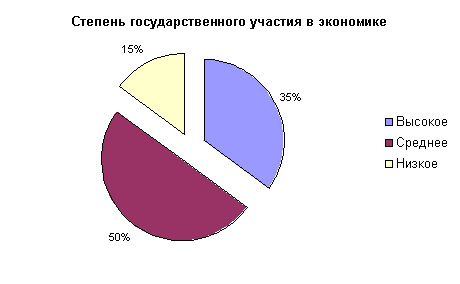 Степень государственного участия в экономике
15%
35%
50%
Высокое
Среднее
Низкое